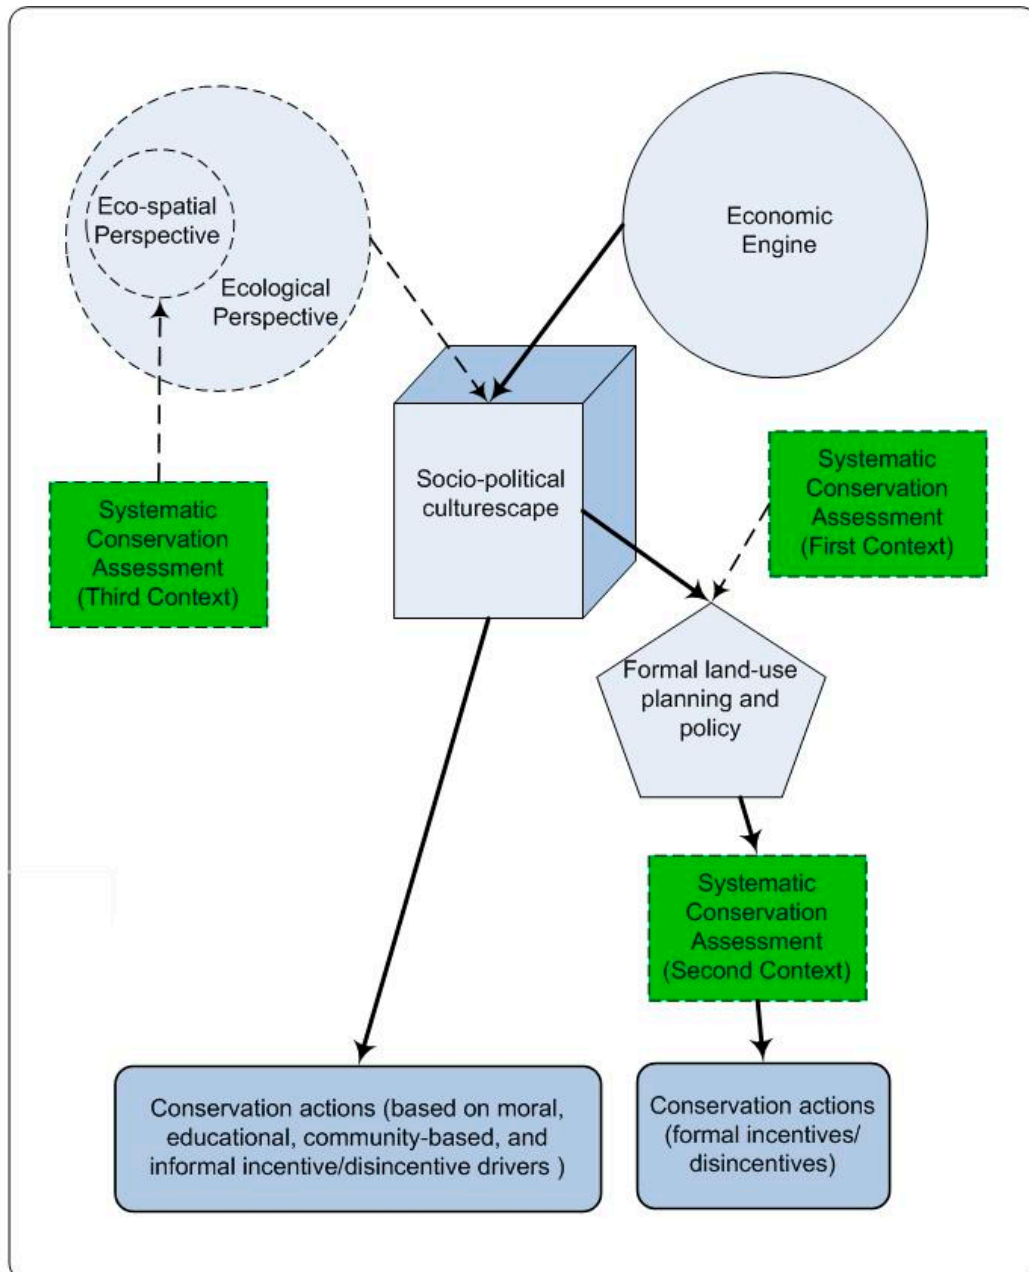 Eco-spatial
Perspective
Ecological
Perspective
Economic
Engine
Socio-political
culturescape
Systematic
Conservation
Assessment
(First Context)
Systematic
Conservation
Assessment
(Third Context)
Formal land-use
planning and
policy
Systematic
Conservation
Assessment
(Second Context)
Conservation actions (based on moral,
educational, community-based, and
informal incentive/disincentive drivers )
Conservation actions
(formal incentives/
disincentives)